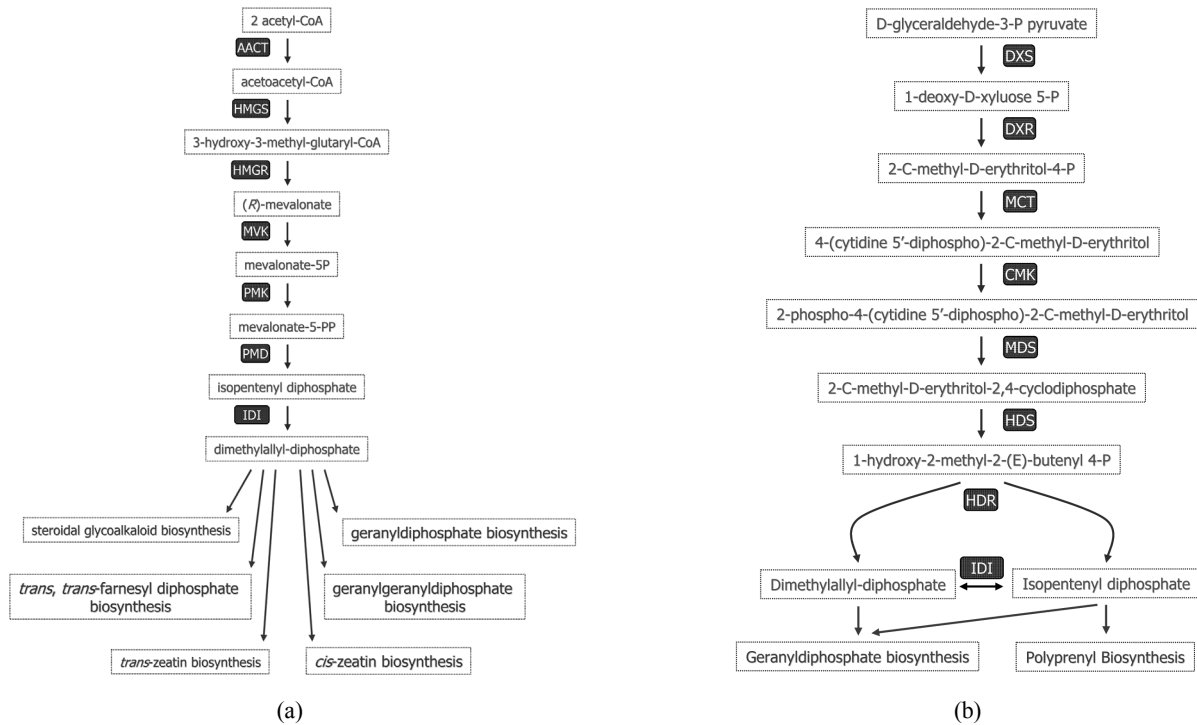 2 acetyl-CoA
AACT
acetoacetyl-CoA
HMGS
3-hydroxy-3-methyl-glutaryl-CoA
HMGR
(R)-mevalonate
MVK
mevalonate-5P
PMK
mevalonate-5-PP
PMD
isopentenyl diphosphate
IDI
dimethylallyl-diphosphate
steroidal glycoalkaloid biosynthesis
geranyldiphosphate biosynthesis
trans, trans-farnesyl diphosphate
biosynthesis
geranylgeranyldiphosphate
biosynthesis
trans-zeatin biosynthesis
cis-zeatin biosynthesis
(a)
D-glyceraldehyde-3-P pyruvate
DXS
1-deoxy-D-xyluose 5-P
DXR
2-C-methyl-D-erythritol-4-P
MCT
4-(cytidine 5′-diphospho)-2-C-methyl-D-erythritol
CMK
2-phospho-4-(cytidine 5′-diphospho)-2-C-methyl-D-erythritol
MDS
2-C-methyl-D-erythritol-2,4-cyclodiphosphate
HDS
1-hydroxy-2-methyl-2-(E)-butenyl 4-P
HDR
IDI
Dimethylallyl-diphosphate
Isopentenyl diphosphate
Geranyldiphosphate biosynthesis
Polyprenyl Biosynthesis
(b)